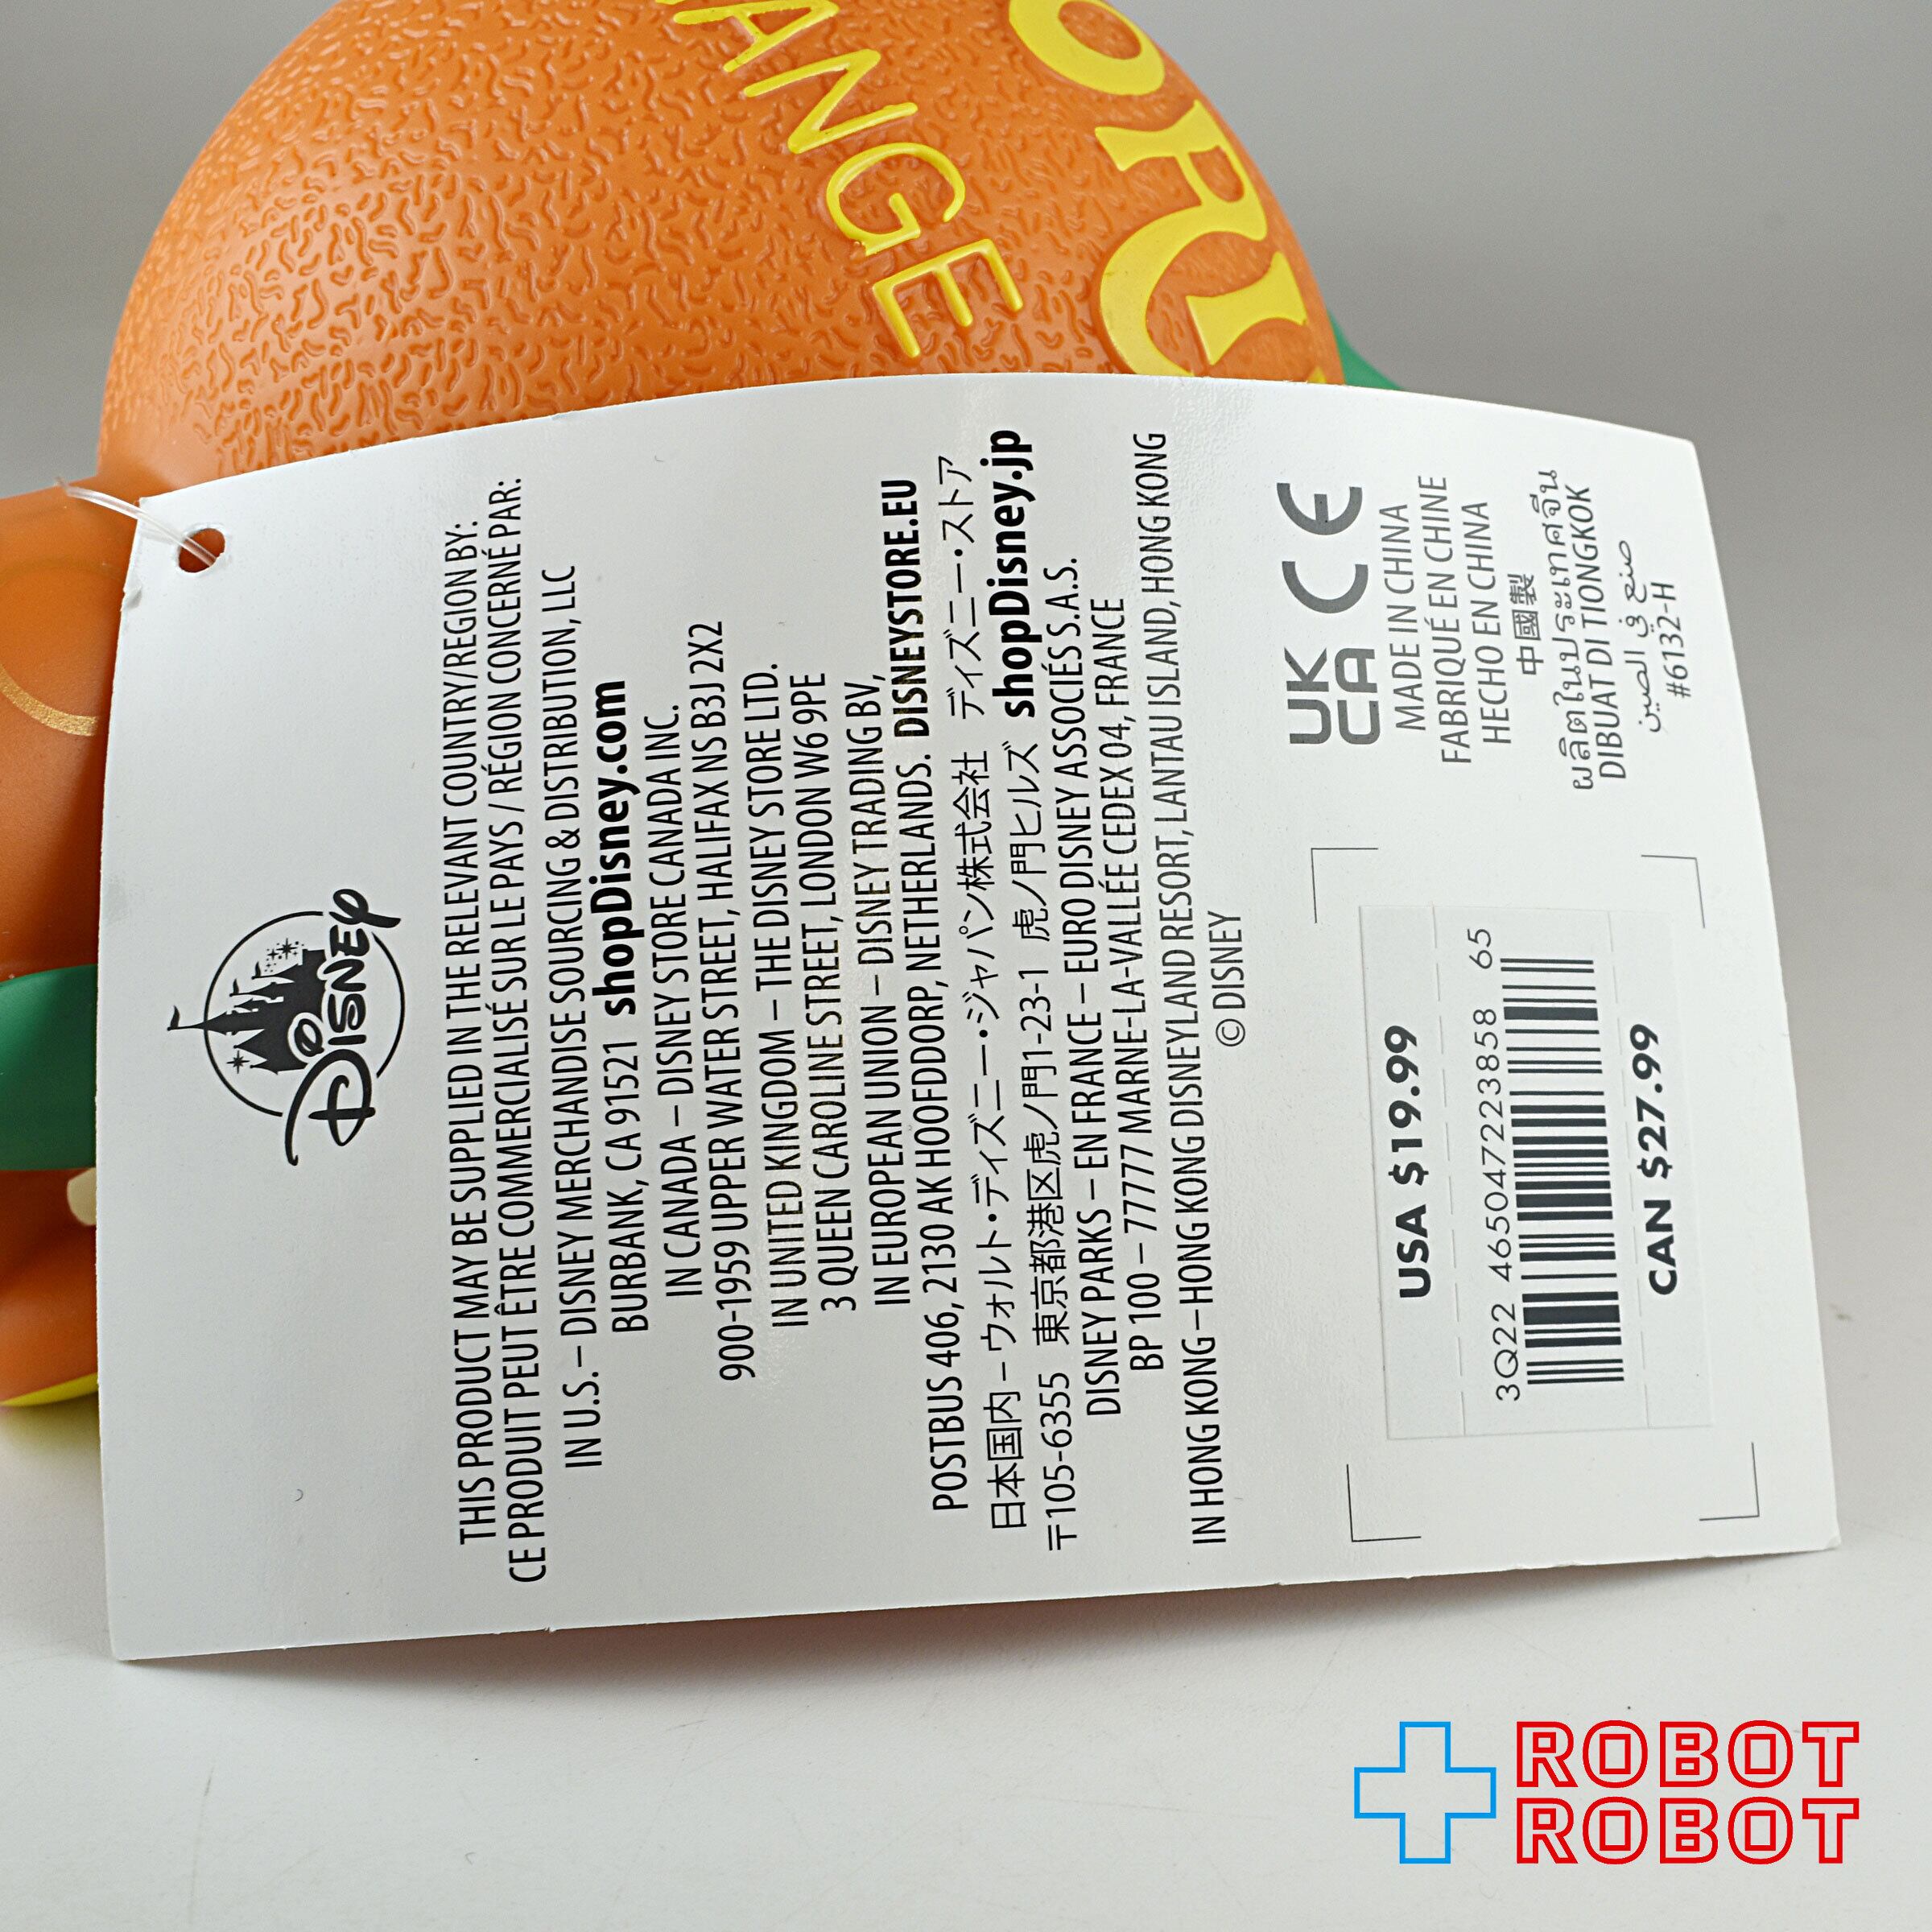 ANGE
ORI
Disney
THIS PRODUCT MAY BE SUPPLIED IN THE RELEVANT COUNTRY/REGION BY:
CE PRODUIT PEUT ÊTRE COMMERCIALISÉ SUR LE PAYS / RÉGION CONCERNÉ PAR:
IN U.S. – DISNEY MERCHANDISE SOURCING & DISTRIBUTION, LLC
BURBANK, CA 91521 shopDisney.com
IN CANADA – DISNEY STORE CANADA INC.
900-1959 UPPER WATER STREET, HALIFAX NS B3J 2X2
IN UNITED KINGDOM – THE DISNEY STORE LTD.
3 QUEEN CAROLINE STREET, LONDON W6 9PE
IN EUROPEAN UNION – DISNEY TRADING BV,
POSTBUS 406, 2130 AK HOOFDDORP, NETHERLANDS. DISNEYSTORE.EU
日本国内–ウォルト・ディズニー・ジャパン株式会社 ディズニー・ストア
〒105-6355 東京都港区虎ノ門1-23-1 虎ノ門ヒルズ shopDisney.jp
DISNEY PARKS – EN FRANCE – EURO DISNEY ASSOCIÉS S.A.S.
BP 100 – 77777 MARNE-LA-VALLÉE CEDEX 04, FRANCE
IN HONG KONG – HONG KONG DISNEYLAND RESORT, LANTAU ISLAND, HONG KONG
© DISNEY
UK CA CE
MADE IN CHINA
FABRIQUÉ EN CHINE
HECHO EN CHINA
中國製
ผลิตในประเทศจีน
DIBUAT DI TIONGKOK
صنع في الصين
#6132-H
USA $19.99
3Q22 465047223858 65
CAN $27.99
ROBOT
ROBOT